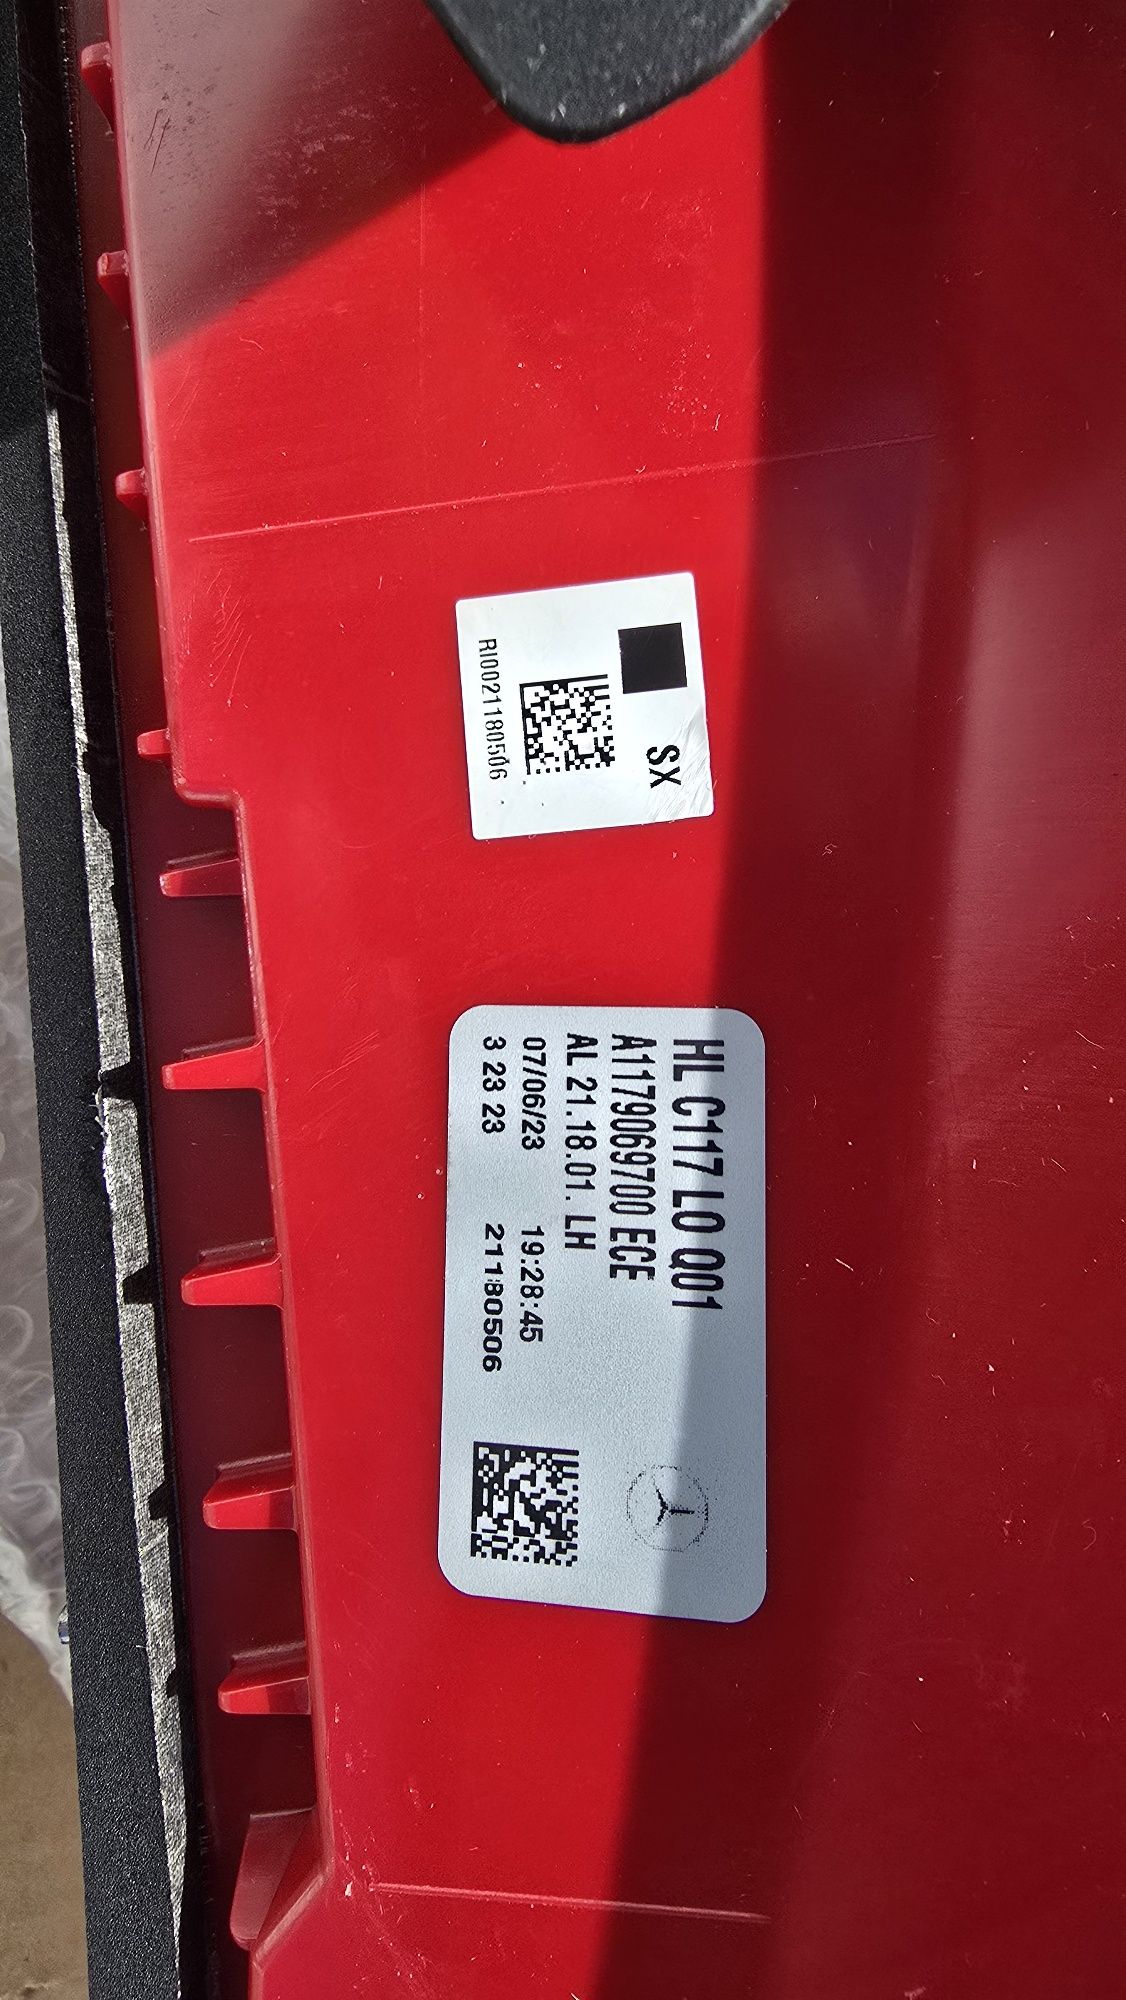 SX
RI0021180506
HL C117 LO Q01
A1179069700 ECE
AL 21.18.01. LH
07/06/23 19:28:45
3 23 23 21180506